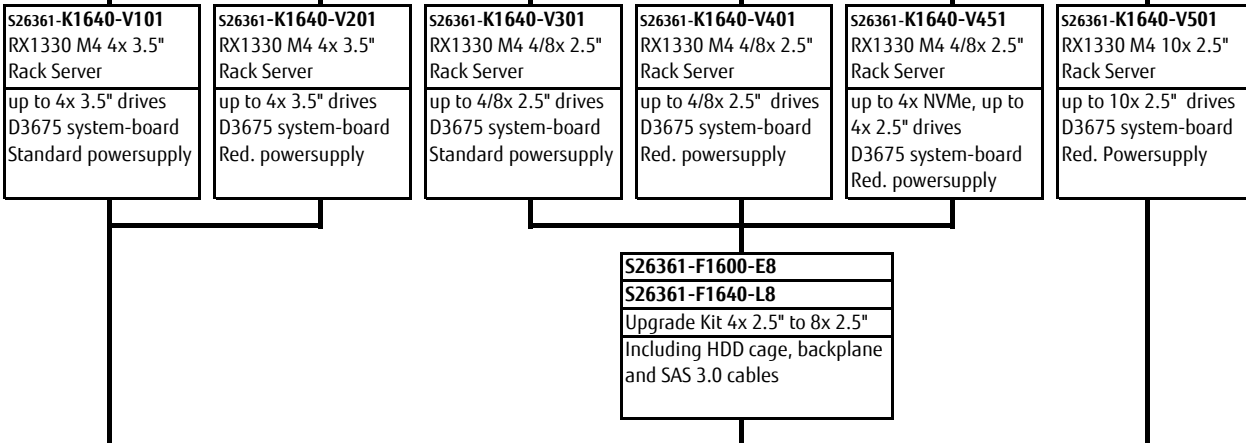 S26361-K1640-V101
RX1330 M4 4x 3.5"
Rack Server
up to 4x 3.5" drives
D3675 system-board
Standard powersupply
S26361-K1640-V201
RX1330 M4 4x 3.5"
Rack Server
up to 4x 3.5" drives
D3675 system-board
Red. powersupply
S26361-K1640-V301
RX1330 M4 4/8x 2.5"
Rack Server
up to 4/8x 2.5" drives
D3675 system-board
Standard powersupply
S26361-K1640-V401
RX1330 M4 4/8x 2.5"
Rack Server
up to 4/8x 2.5" drives
D3675 system-board
Red. powersupply
S26361-K1640-V451
RX1330 M4 4/8x 2.5"
Rack Server
up to 4x NVMe, up to
4x 2.5" drives
D3675 system-board
Red. powersupply
S26361-K1640-V501
RX1330 M4 10x 2.5"
Rack Server
up to 10x 2.5" drives
D3675 system-board
Red. Powersupply
S26361-F1600-E8
S26361-F1640-L8
Upgrade Kit 4x 2.5" to 8x 2.5"
Including HDD cage, backplane
and SAS 3.0 cables